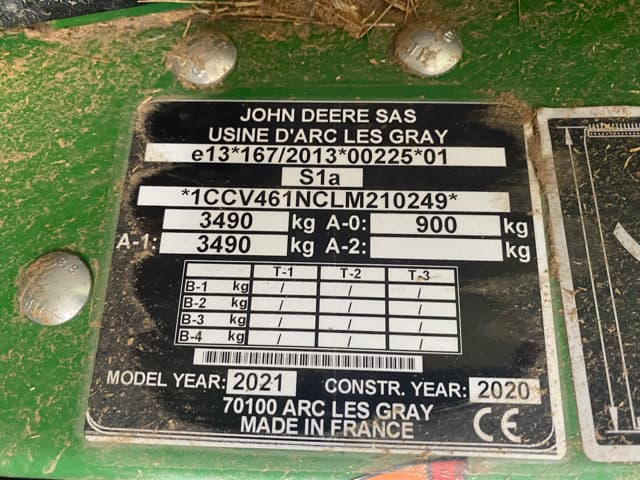 JOHN DEERE SAS
USINE D'ARC LES GRAY
e13*167/2013*00225*01
S1a
*1CCV461NCLM210249*
3490 kg A-0: 900 kg
A-1: 3490 kg A-2: kg
T-1 T-2 T-3
B-1 kg / / /
B-2 kg / / /
B-3 kg / / /
B-4 kg / / /
MODEL YEAR: 2021 CONSTR. YEAR: 2020
70100 ARC LES GRAY
MADE IN FRANCE
CE